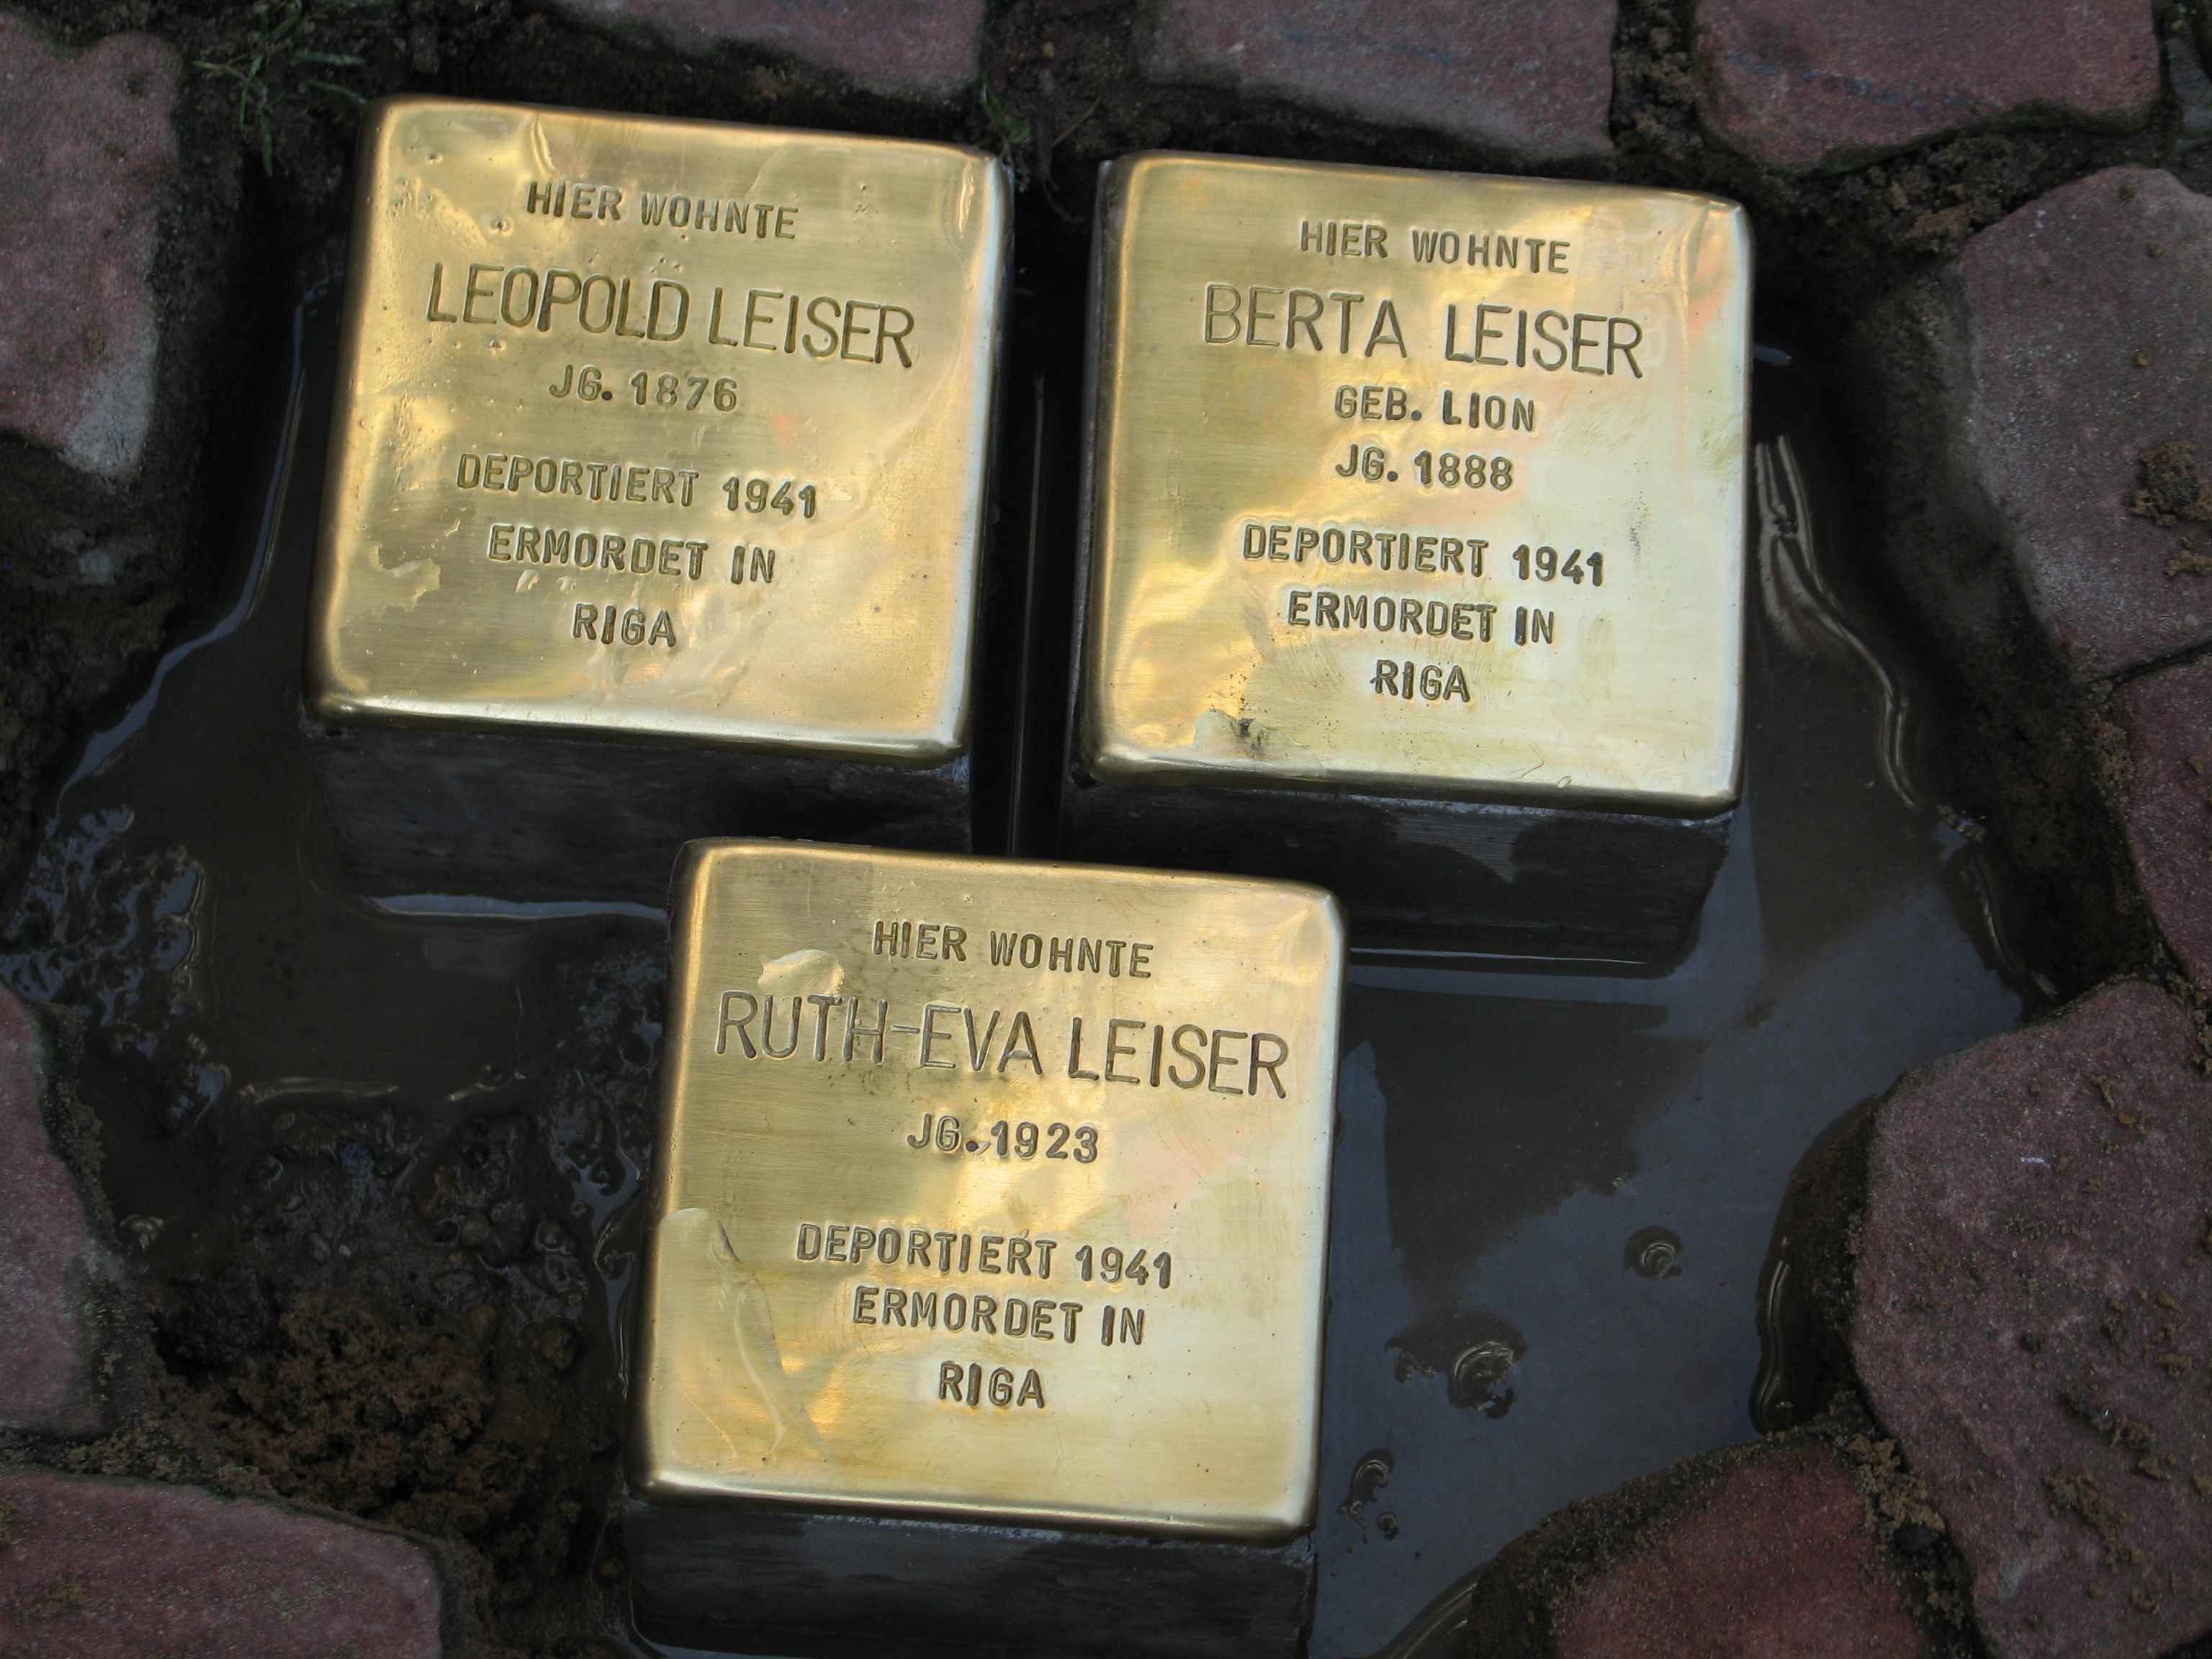 HIER WOHNTE
LEOPOLD LEISER
JG. 1876
DEPORTIERT 1941
ERMORDET IN
RIGA
HIER WOHNTE
BERTA LEISER
GEB. LION
JG. 1888
DEPORTIERT 1941
ERMORDET IN
RIGA
HIER WOHNTE
RUTH-EVA LEISER
JG. 1923
DEPORTIERT 1941
ERMORDET IN
RIGA